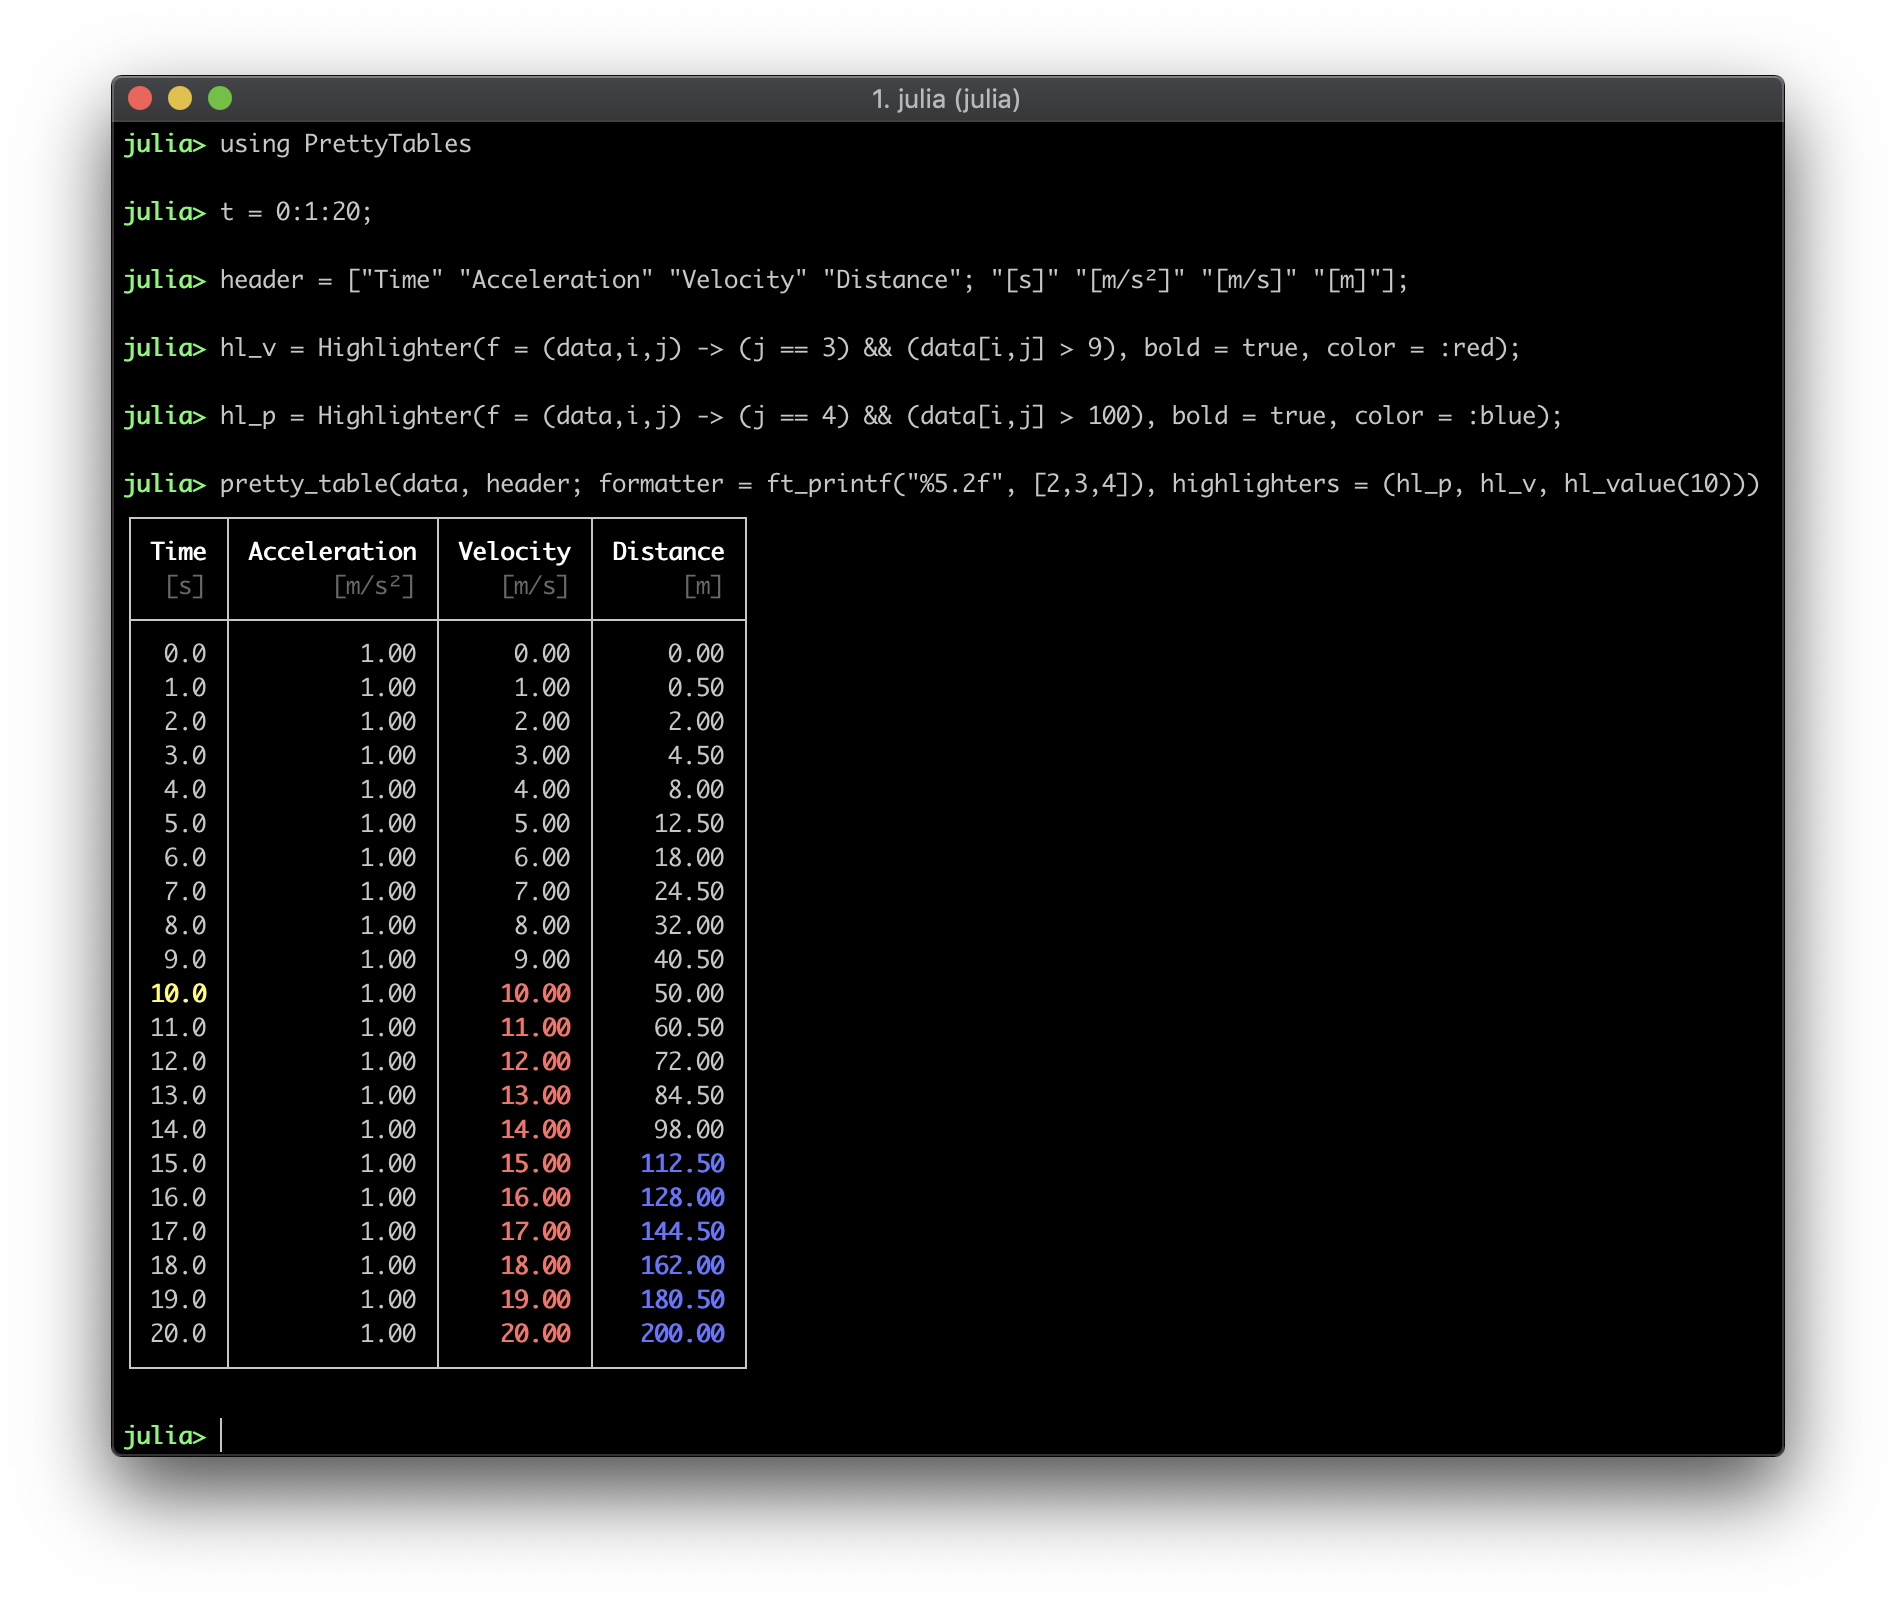 1. julia (julia)
julia> using PrettyTables
julia> t = 0:1:20;
julia> header = ["Time" "Acceleration" "Velocity" "Distance"; "[s]" "[m/s²]" "[m/s]" "[m]"];
julia> hl_v = Highlighter(f = (data,i,j) -> (j == 3) && (data[i,j] > 9), bold = true, color = :red);
julia> hl_p = Highlighter(f = (data,i,j) -> (j == 4) && (data[i,j] > 100), bold = true, color = :blue);
julia> pretty_table(data, header; formatter = ft_printf("%5.2f", [2,3,4]), highlighters = (hl_p, hl_v, hl_value(10)))
Time Acceleration Velocity Distance
[s] [m/s²] [m/s] [m]
0.0 1.00 0.00 0.00
1.0 1.00 1.00 0.50
2.0 1.00 2.00 2.00
3.0 1.00 3.00 4.50
4.0 1.00 4.00 8.00
5.0 1.00 5.00 12.50
6.0 1.00 6.00 18.00
7.0 1.00 7.00 24.50
8.0 1.00 8.00 32.00
9.0 1.00 9.00 40.50
10.0 1.00 10.00 50.00
11.0 1.00 11.00 60.50
12.0 1.00 12.00 72.00
13.0 1.00 13.00 84.50
14.0 1.00 14.00 98.00
15.0 1.00 15.00 112.50
16.0 1.00 16.00 128.00
17.0 1.00 17.00 144.50
18.0 1.00 18.00 162.00
19.0 1.00 19.00 180.50
20.0 1.00 20.00 200.00
julia>